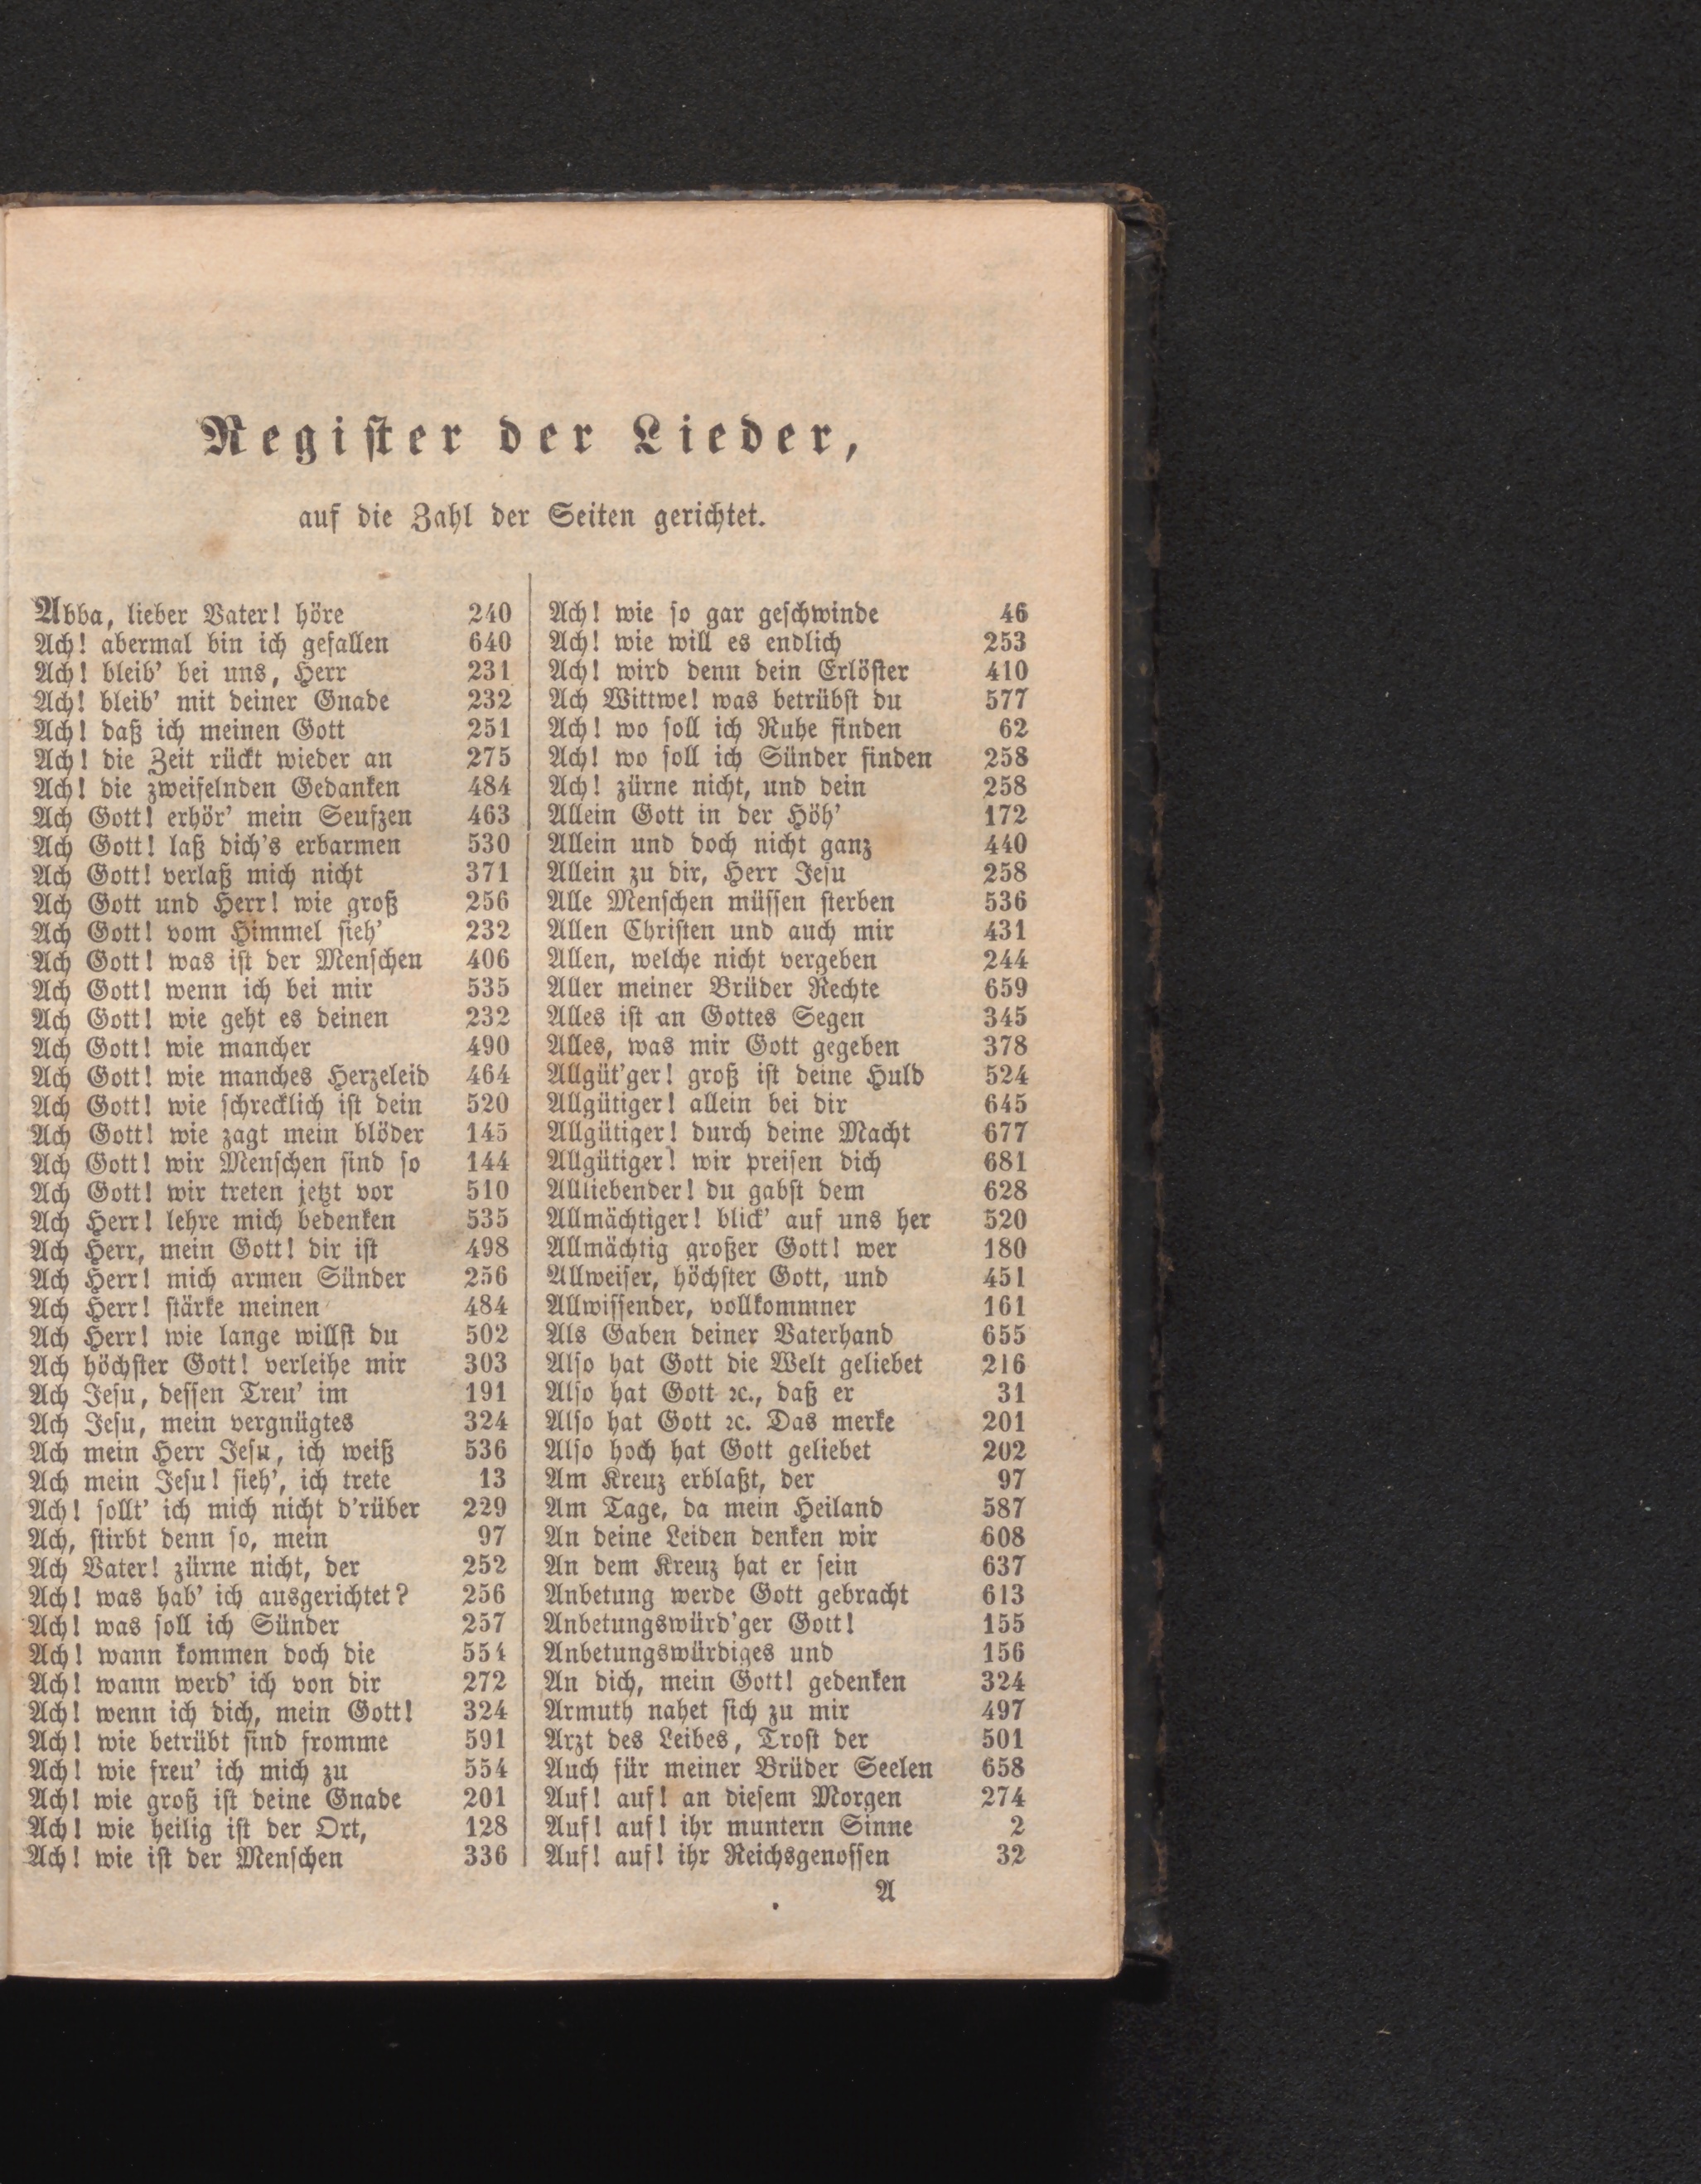 Register der Lieder,
auf die Zahl der Seiten gerichtet.
Abba, lieber Vater! höre 240
Ach! abermal bin ich gefallen 640
Ach! bleib' bei uns, Herr 231
Ach! bleib' mit deiner Gnade 232
Ach! daß ich meinen Gott 251
Ach! die Zeit rückt wieder an 275
Ach! die zweifelnden Gedanken 484
Ach Gott! erhör' mein Seufzen 463
Ach Gott! laß dich's erbarmen 530
Ach Gott! verlaß mich nicht 371
Ach Gott und Herr! wie groß 256
Ach Gott! vom Himmel sieh' 232
Ach Gott! was ist der Menschen 406
Ach Gott! wenn ich bei mir 535
Ach Gott! wie geht es deinen 232
Ach Gott! wie mancher 490
Ach Gott! wie manches Herzeleid 464
Ach Gott! wie schrecklich ist dein 520
Ach Gott! wie zagt mein blöder 145
Ach Gott! wir Menschen sind so 144
Ach Gott! wir treten jetzt vor 510
Ach Herr! lehre mich bedenken 535
Ach Herr, mein Gott! dir ist 498
Ach Herr! mich armen Sünder 256
Ach Herr! stärke meinen 484
Ach Herr! wie lange willst du 502
Ach höchster Gott! verleihe mir 303
Ach Jesu, dessen Treu' im 191
Ach Jesu, mein vergnügtes 324
Ach mein Herr Jesu, ich weiß 536
Ach mein Jesu! sieh', ich trete 13
Ach! sollt' ich mich nicht d'rüber 229
Ach, stirbt denn so, mein 97
Ach Vater! zürne nicht, der 252
Ach! was hab' ich ausgerichtet? 256
Ach! was soll ich Sünder 257
Ach! wann kommen doch die 554
Ach! wann werd' ich von dir 272
Ach! wenn ich dich, mein Gott! 324
Ach! wie betrübt sind fromme 591
Ach! wie freu' ich mich zu 554
Ach! wie groß ist deine Gnade 201
Ach! wie heilig ist der Ort, 128
Ach! wie ist der Menschen 336
Ach! wie so gar geschwinde 46
Ach! wie will es endlich 253
Ach! wird denn dein Erlöster 410
Ach Wittwe! was betrübst du 577
Ach! wo soll ich Ruhe finden 62
Ach! wo soll ich Sünder finden 258
Ach! zürne nicht, und dein 258
Allein Gott in der Höh' 172
Allein und doch nicht ganz 440
Allein zu dir, Herr Jesu 258
Alle Menschen müssen sterben 536
Allen Christen und auch mir 431
Allen, welche nicht vergeben 244
Aller meiner Brüder Rechte 659
Alles ist an Gottes Segen 345
Alles, was mir Gott gegeben 378
Allgüt'ger! groß ist deine Huld 524
Allgütiger! allein bei dir 645
Allgütiger! durch deine Macht 677
Allgütiger! wir preisen dich 681
Allliebender! du gabst dem 628
Allmächtiger! blick' auf uns her 520
Allmächtig großer Gott! wer 180
Allweiser, höchster Gott, und 451
Allwissender, vollkommner 161
Als Gaben deiner Vaterhand 655
Also hat Gott die Welt geliebet 216
Also hat Gott ꝛc., daß er 31
Also hat Gott ꝛc. Das merke 201
Also hoch hat Gott geliebet 202
Am Kreuz erblaßt, der 97
Am Tage, da mein Heiland 587
An deine Leiden denken wir 608
An dem Kreuz hat er sein 637
Anbetung werde Gott gebracht 613
Anbetungswürd'ger Gott! 155
Anbetungswürdiges und 156
An dich, mein Gott! gedenken 324
Armuth nahet sich zu mir 497
Arzt des Leibes, Trost der 501
Auch für meiner Brüder Seelen 658
Auf! auf! an diesem Morgen 274
Auf! auf! ihr muntern Sinne 2
Auf! auf! ihr Reichsgenossen 32
A